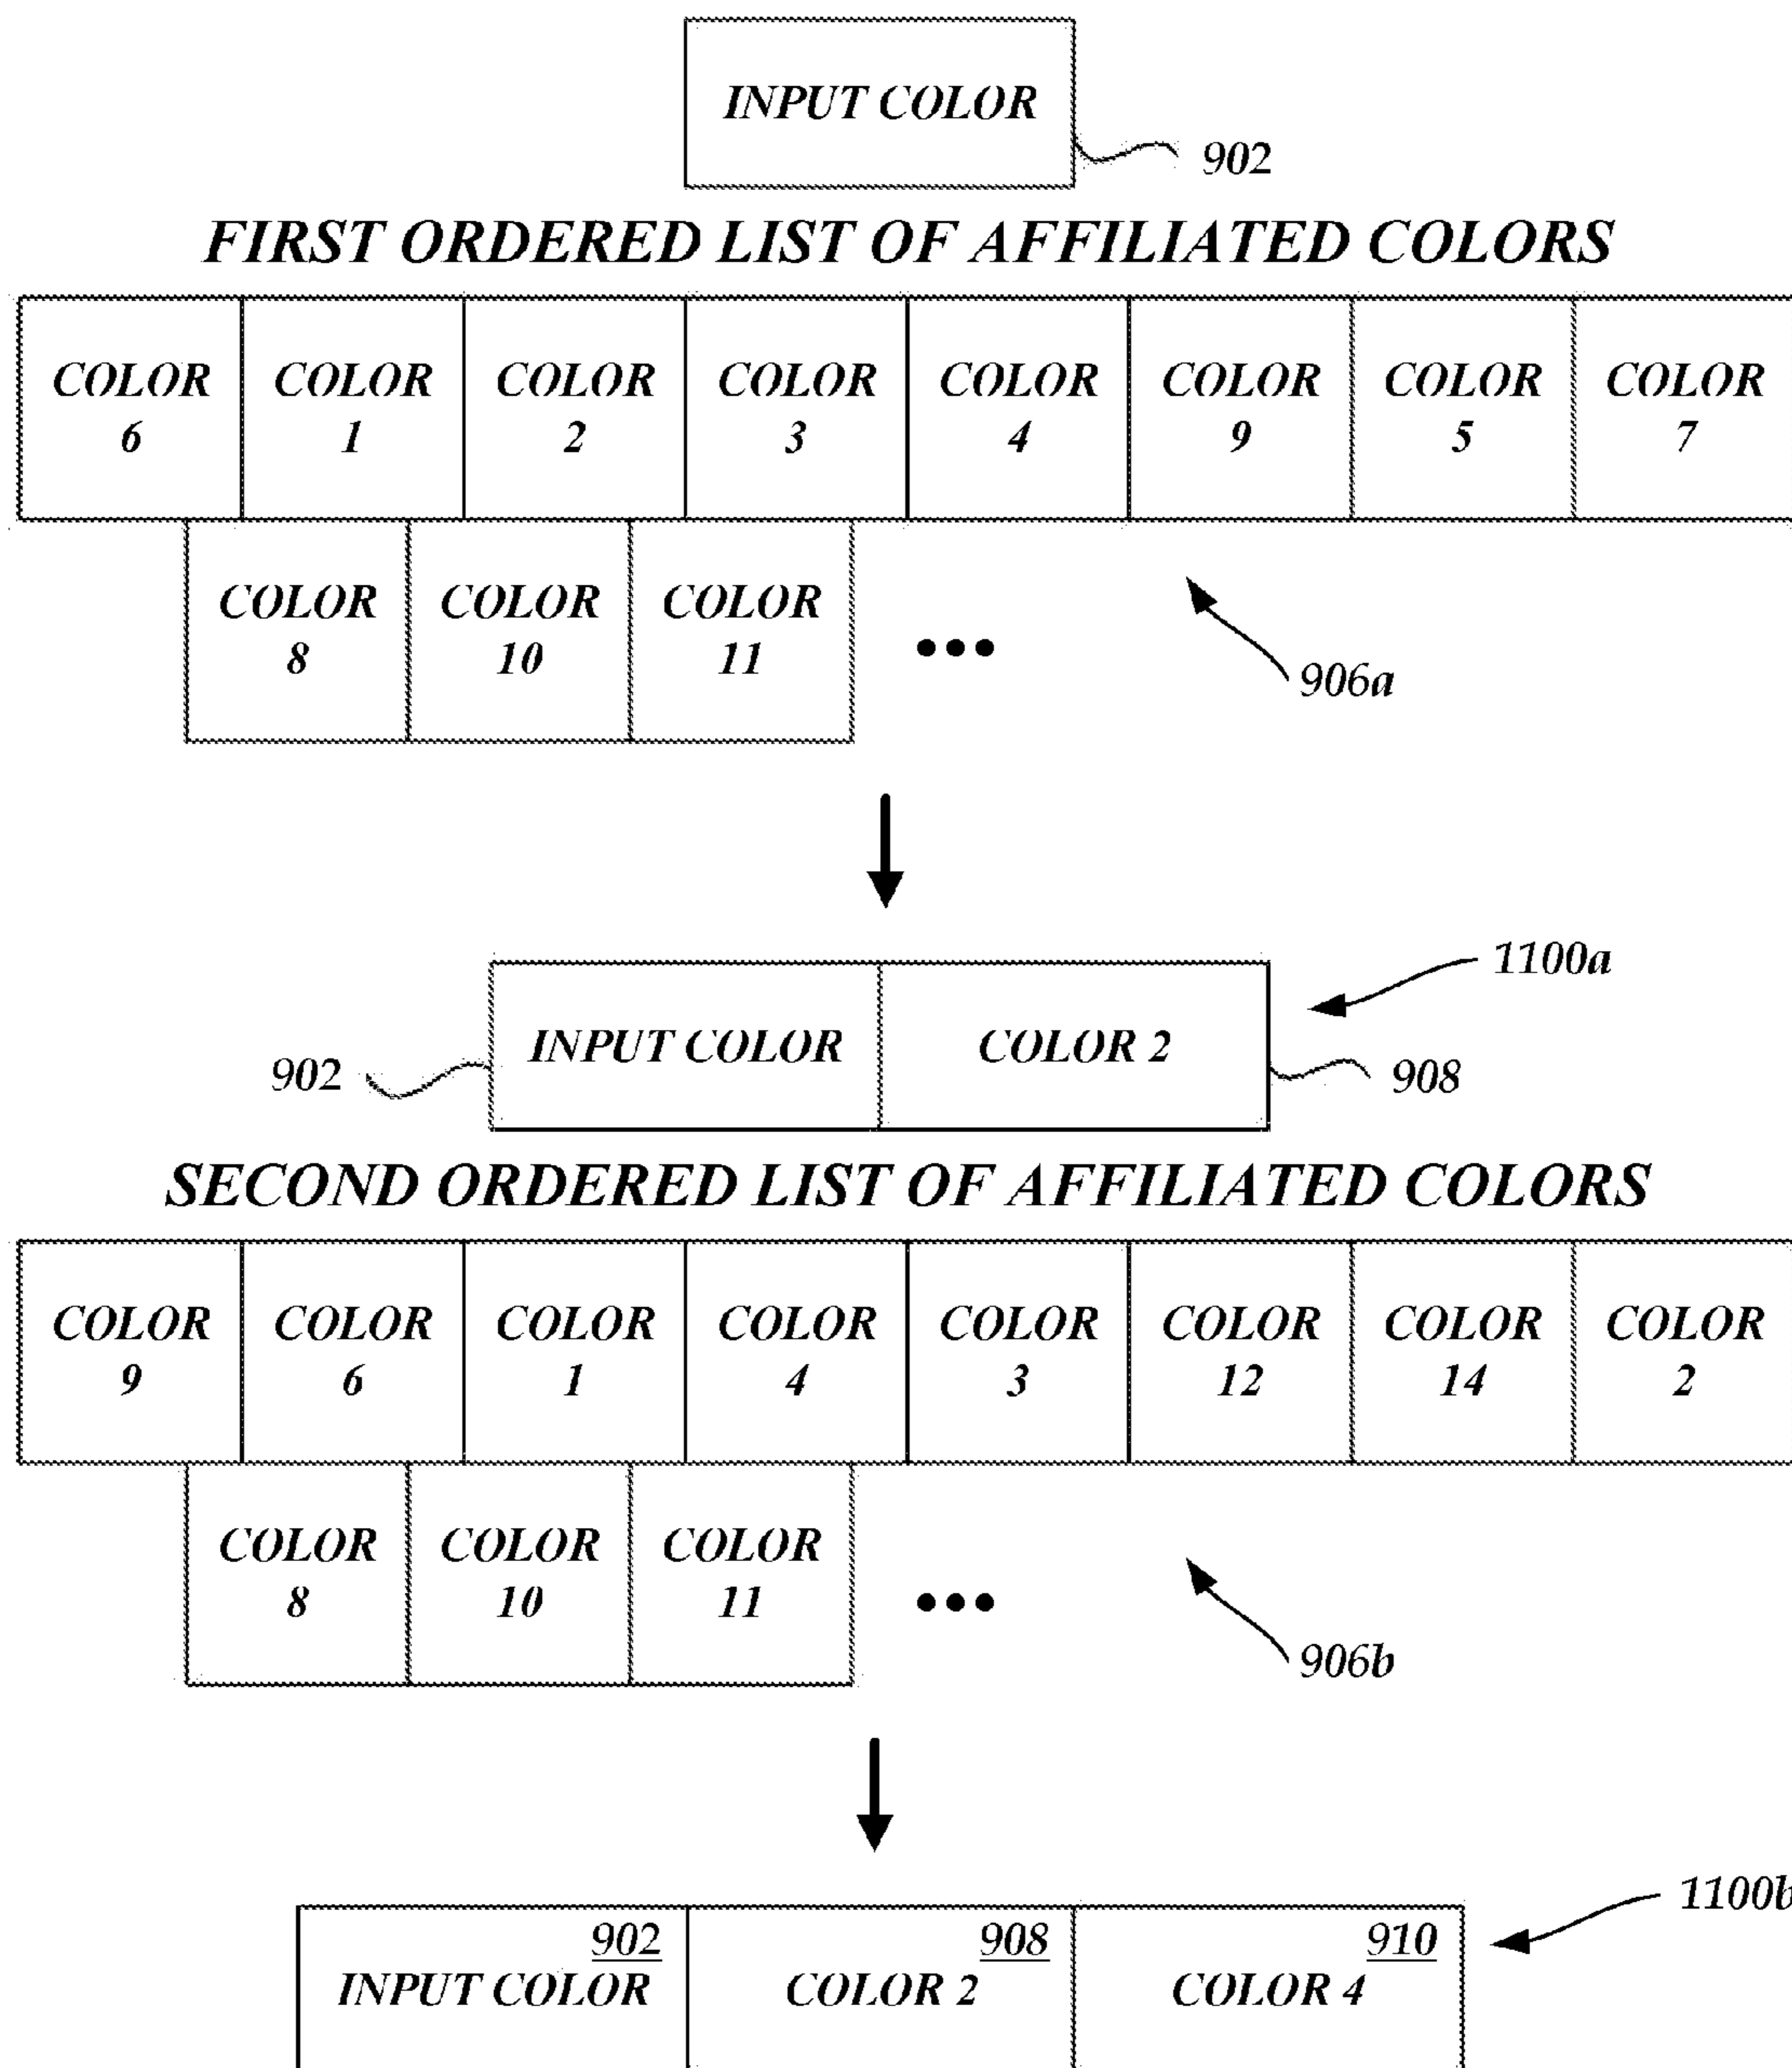 INPUT COLOR
902
FIRST ORDERED LIST OF AFFILIATED COLORS
COLOR 6
COLOR 1
COLOR 2
COLOR 3
COLOR 4
COLOR 9
COLOR 5
COLOR 7
COLOR 8
COLOR 10
COLOR 11
•••
906a
1100a
902
INPUT COLOR
COLOR 2
908
SECOND ORDERED LIST OF AFFILIATED COLORS
COLOR 9
COLOR 6
COLOR 1
COLOR 4
COLOR 3
COLOR 12
COLOR 14
COLOR 2
COLOR 8
COLOR 10
COLOR 11
•••
906b
1100b
902
INPUT COLOR
908
COLOR 2
910
COLOR 4